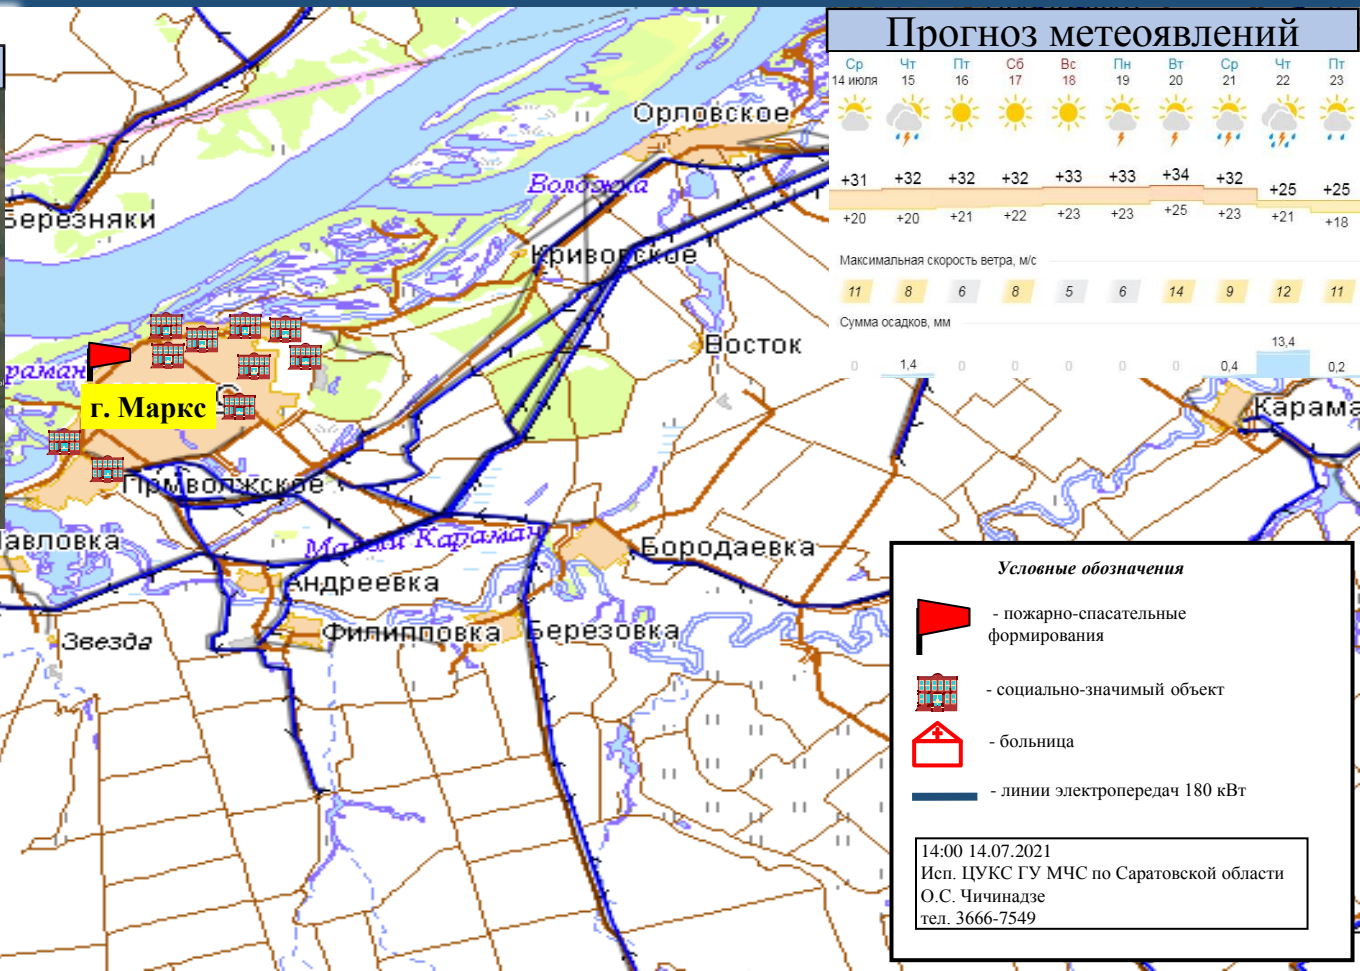 Прогноз метеоявлений
Ср Чт Пт Сб Вс Пн Вт Ср Чт Пт
14 июля 15 16 17 18 19 20 21 22 23
+31 +32 +32 +32 +33 +33 +34 +32 +25 +25
+20 +20 +21 +22 +23 +23 +25 +23 +21 +18
Максимальная скорость ветра, м/с
11 8 6 8 5 6 14 9 12 11
Сумма осадков, мм
0 1,4 0 0 0 0 0 0,4 13,4 0,2
Орловское
Воложка
Березняки
Кривовское
Восток
раман
г. Маркс
Карама
Приволжское
авловка
Малый Караман
Бородаевка
Андреевка
Филипповка
Березовка
Звезда
Условные обозначения
- пожарно-спасательные
формирования
- социально-значимый объект
- больница
- линии электропередач 180 кВт
14:00 14.07.2021
Исп. ЦУКС ГУ МЧС по Саратовской области
О.С. Чичинадзе
тел. 3666-7549